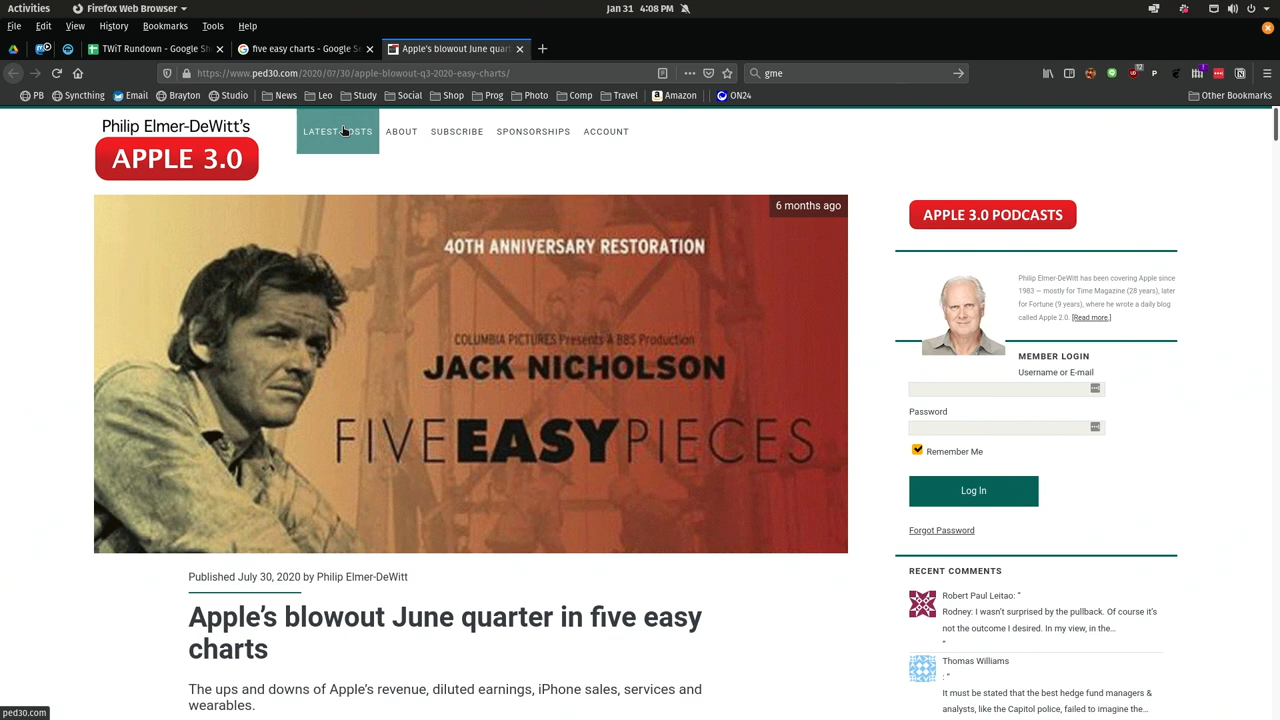 Activities
Firefox Web Browser
Jan 31 4:08 PM
File Edit View History Bookmarks Tools Help
TWiT Rundown - Google Sh
five easy charts - Google Se
Apple's blowout June quart
https://www.ped30.com/2020/07/30/apple-blowout-q3-2020-easy-charts/
gme
PB Syncthing Email Brayton Studio News Leo Study Social Shop Prog Photo Comp Travel Amazon ON24 Other Bookmarks
Philip Elmer-DeWitt's
APPLE 3.0
LATEST POSTS ABOUT SUBSCRIBE SPONSORSHIPS ACCOUNT
6 months ago
40TH ANNIVERSARY RESTORATION
COLUMBIA PICTURES Presents A BBS Production
JACK NICHOLSON
FIVE EASY PIECES
Published July 30, 2020 by Philip Elmer-DeWitt
Apple's blowout June quarter in five easy
charts
The ups and downs of Apple's revenue, diluted earnings, iPhone sales, services and
wearables.
APPLE 3.0 PODCASTS
Philip Elmer-DeWitt has been covering Apple since
1983 — mostly for Time Magazine (28 years), later
for Fortune (9 years), where he wrote a daily blog
called Apple 2.0. [Read more.]
MEMBER LOGIN
Username or E-mail
Password
Remember Me
Log In
Forgot Password
RECENT COMMENTS
Robert Paul Leitao: "
Rodney: I wasn't surprised by the pullback. Of course it's
not the outcome I desired. In my view, in the…
"
Thomas Williams
: "
It must be stated that the best hedge fund managers &
analysts, like the Capitol police, failed to imagine the…
ped30.com